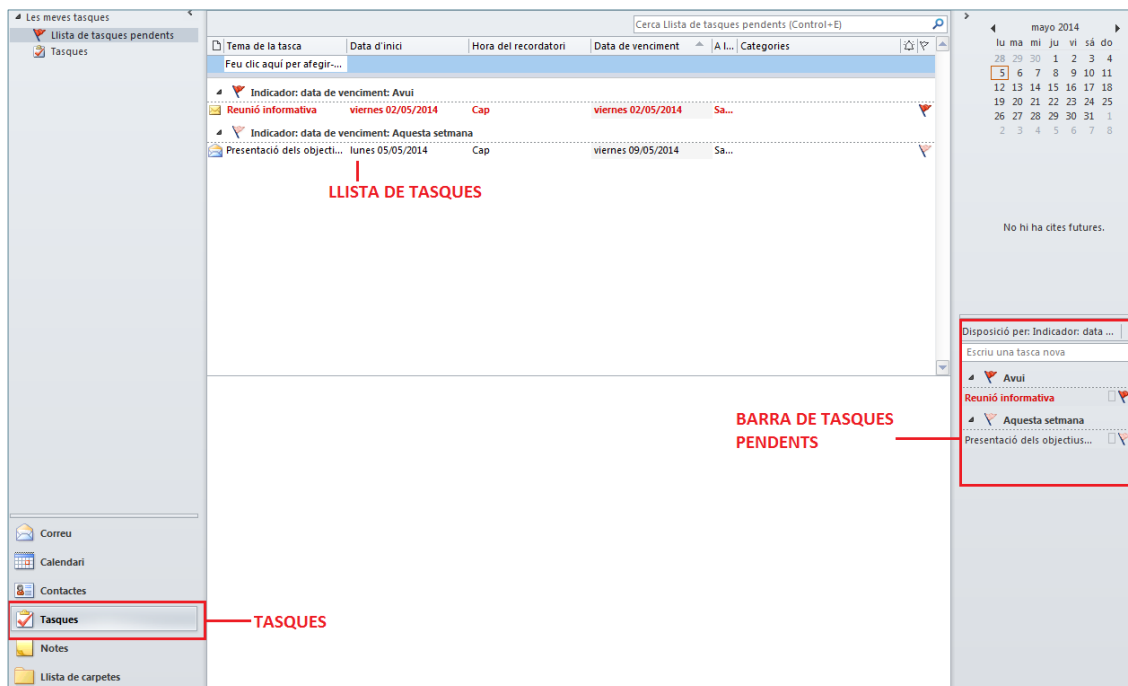 Les meves tasques
Llista de tasques pendents
Tasques
Cerca Llista de tasques pendents (Control+E)
Tema de la tasca Data d'inici Hora del recordatori Data de venciment A l... Categories
Feu clic aquí per afegir-...
Indicador: data de venciment: Avui
Reunió informativa viernes 02/05/2014 Cap viernes 02/05/2014 Sa...
Indicador: data de venciment: Aquesta setmana
Presentació dels objecti... lunes 05/05/2014 Cap viernes 09/05/2014 Sa...
LLISTA DE TASQUES
mayo 2014
lu ma mi ju vi sá do
28 29 30 1 2 3 4
5 6 7 8 9 10 11
12 13 14 15 16 17 18
19 20 21 22 23 24 25
26 27 28 29 30 31 1
2 3 4 5 6 7 8
No hi ha cites futures.
Disposició per: Indicador: data ...
Escriu una tasca nova
Avui
Reunió informativa
Aquesta setmana
Presentació dels objectius...
BARRA DE TASQUES
PENDENTS
Correu
Calendari
Contactes
Tasques
TASQUES
Notes
Llista de carpetes